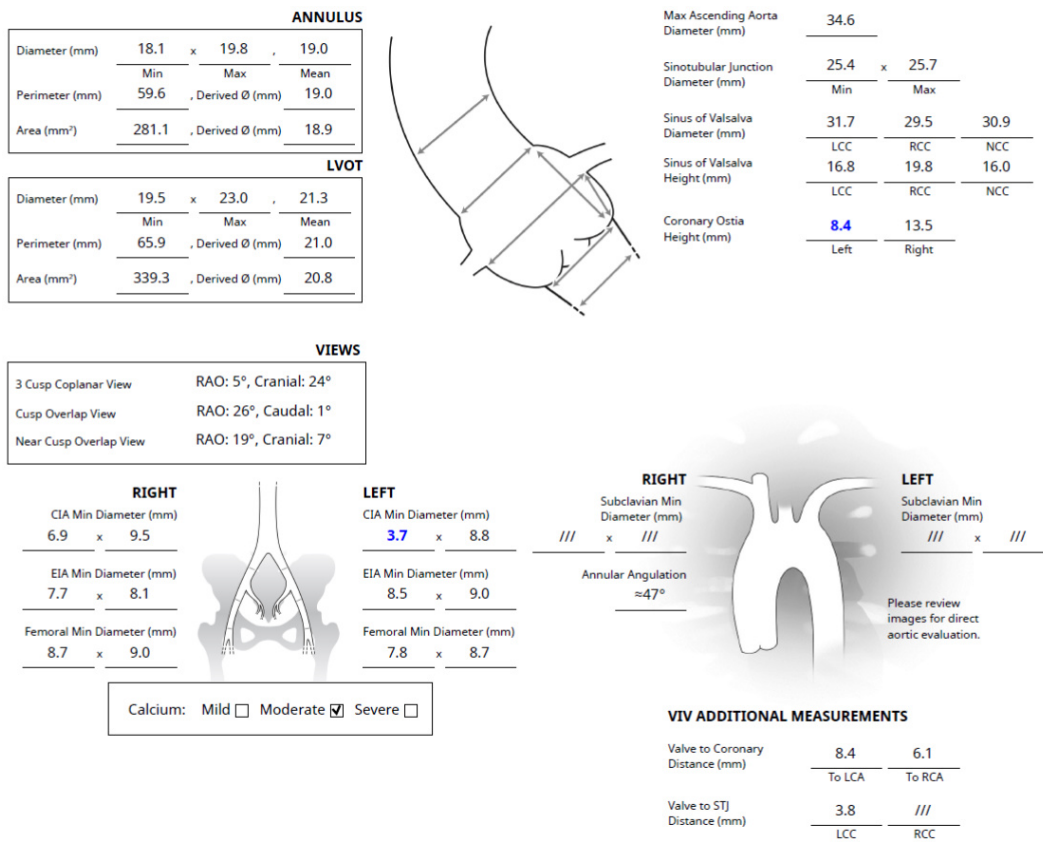 ANNULUS
Diameter (mm) 18.1 x 19.8 , 19.0
Min Max Mean
Perimeter (mm) 59.6 , Derived Ø (mm) 19.0
Area (mm²) 281.1 , Derived Ø (mm) 18.9
LVOT
Diameter (mm) 19.5 x 23.0 , 21.3
Min Max Mean
Perimeter (mm) 65.9 , Derived Ø (mm) 21.0
Area (mm²) 339.3 , Derived Ø (mm) 20.8
Max Ascending Aorta
Diameter (mm) 34.6
Sinotubular Junction
Diameter (mm) 25.4 x 25.7
Min Max
Sinus of Valsalva
Diameter (mm) 31.7 29.5 30.9
LCC RCC NCC
Sinus of Valsalva
Height (mm) 16.8 19.8 16.0
LCC RCC NCC
Coronary Ostia
Height (mm) 8.4 13.5
Left Right
VIEWS
3 Cusp Coplanar View RAO: 5°, Cranial: 24°
Cusp Overlap View RAO: 26°, Caudal: 1°
Near Cusp Overlap View RAO: 19°, Cranial: 7°
RIGHT
CIA Min Diameter (mm)
6.9 x 9.5
EIA Min Diameter (mm)
7.7 x 8.1
Femoral Min Diameter (mm)
8.7 x 9.0
LEFT
CIA Min Diameter (mm)
3.7 x 8.8
EIA Min Diameter (mm)
8.5 x 9.0
Femoral Min Diameter (mm)
7.8 x 8.7
Calcium: Mild Moderate Severe
RIGHT
Subclavian Min
Diameter (mm)
/// x ///
Annular Angulation
≈47°
LEFT
Subclavian Min
Diameter (mm)
/// x ///
Please review
images for direct
aortic evaluation.
VIV ADDITIONAL MEASUREMENTS
Valve to Coronary
Distance (mm) 8.4 6.1
To LCA To RCA
Valve to STJ
Distance (mm) 3.8 ///
LCC RCC